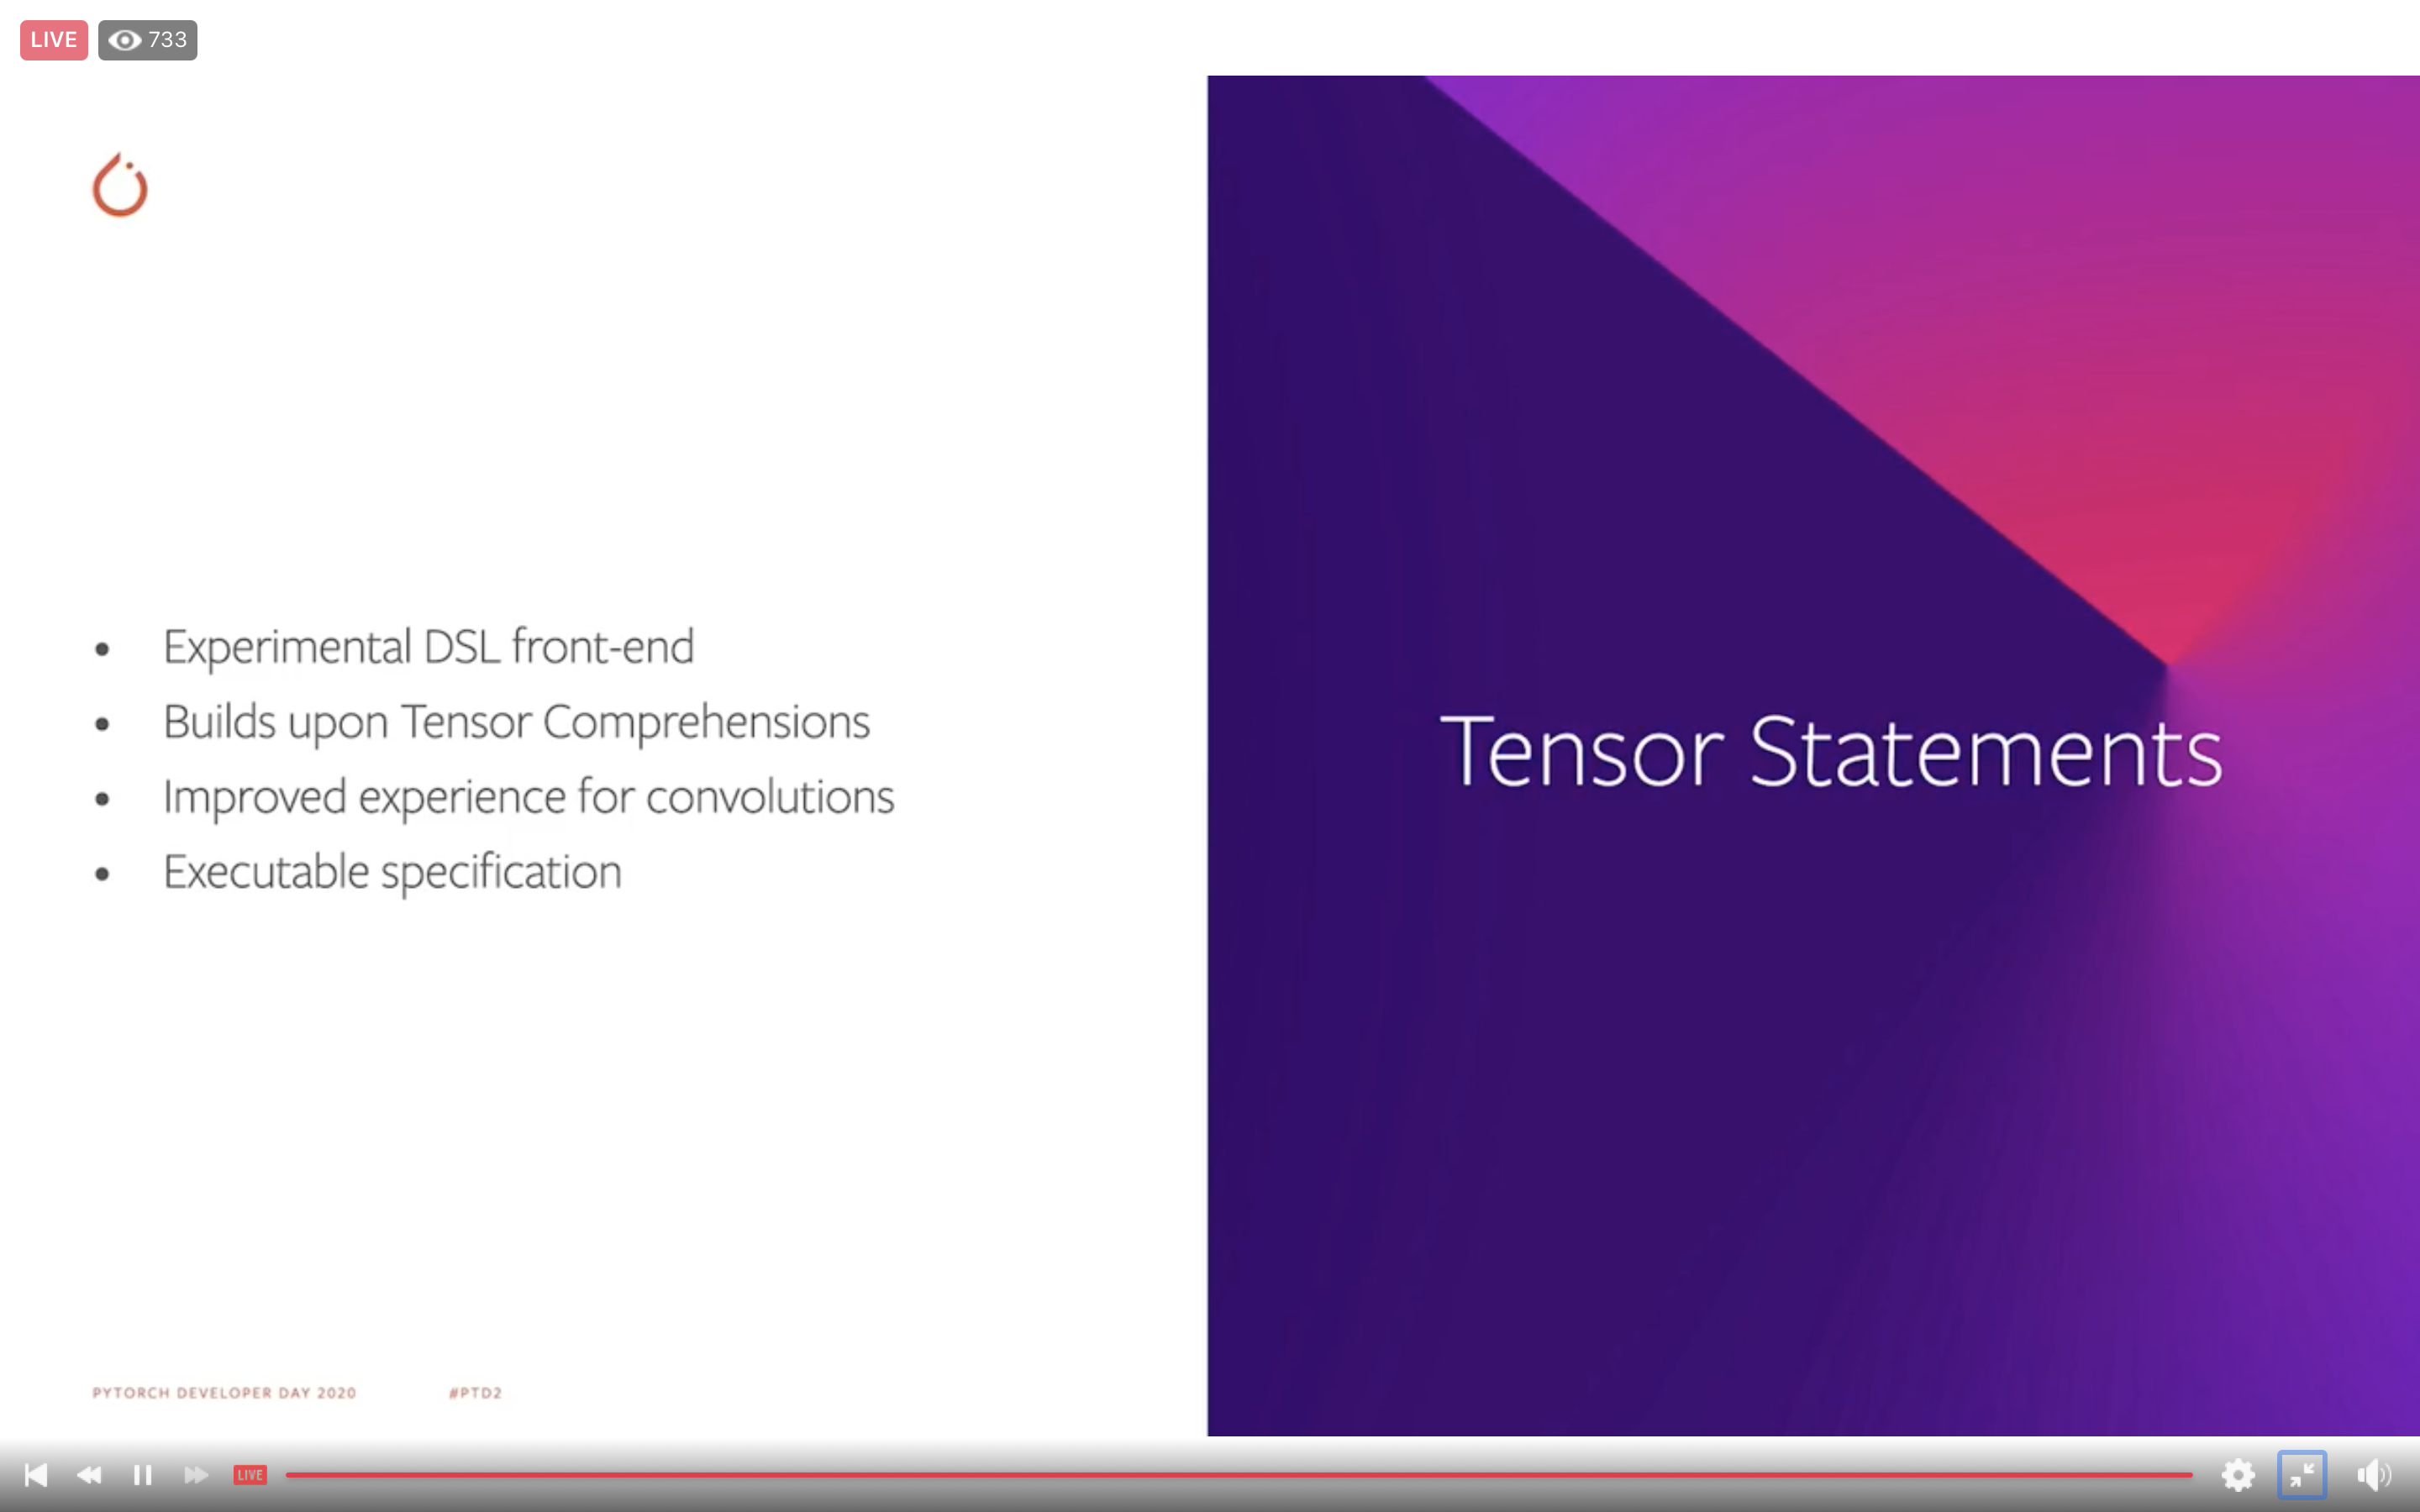 LIVE 733
• Experimental DSL front-end
• Builds upon Tensor Comprehensions
• Improved experience for convolutions
• Executable specification
Tensor Statements
PYTORCH DEVELOPER DAY 2020 #PTD2
LIVE